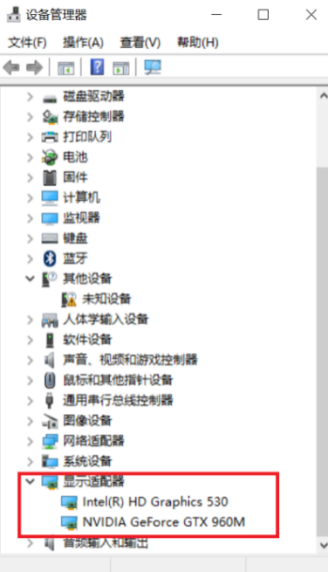 设备管理器
文件(F) 操作(A) 查看(V) 帮助(H)
磁盘驱动器
存储控制器
打印队列
电池
固件
计算机
监视器
键盘
蓝牙
其他设备
未知设备
人体学输入设备
软件设备
声音、视频和游戏控制器
鼠标和其他指针设备
通用串行总线控制器
图像设备
网络适配器
系统设备
显示适配器
Intel(R) HD Graphics 530
NVIDIA GeForce GTX 960M
音频输入和输出